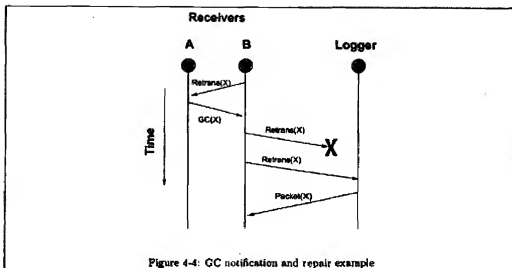 Receivers
A B Logger
Retrans(X)
GC(X)
Retrans(X)
X
Retrans(X)
Packet(X)
Time
Figure 4-4: GC notification and repair example